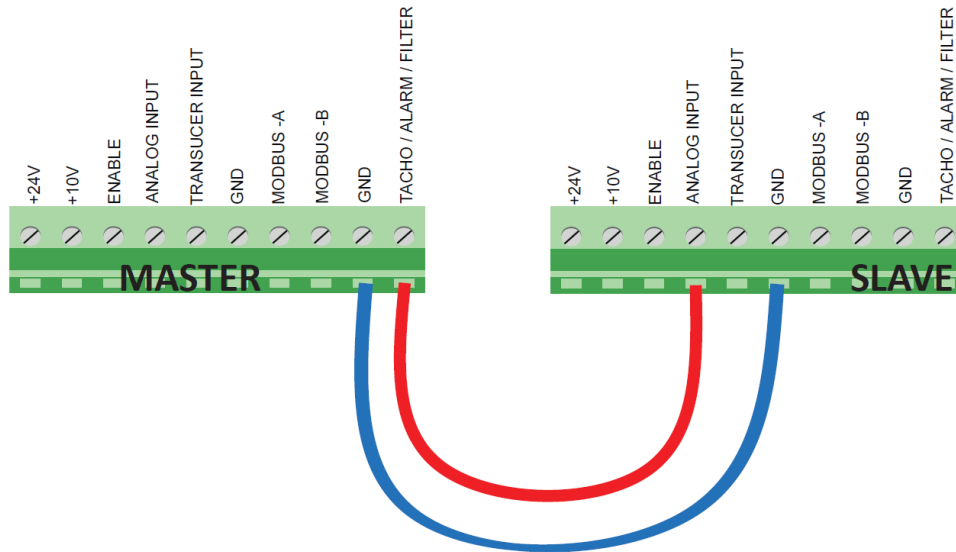 +24V
+10V
ENABLE
ANALOG INPUT
TRANSUCER INPUT
GND
MODBUS -A
MODBUS -B
GND
TACHO / ALARM / FILTER
MASTER
+24V
+10V
ENABLE
ANALOG INPUT
TRANSUCER INPUT
GND
MODBUS -A
MODBUS -B
GND
TACHO / ALARM / FILTER
SLAVE